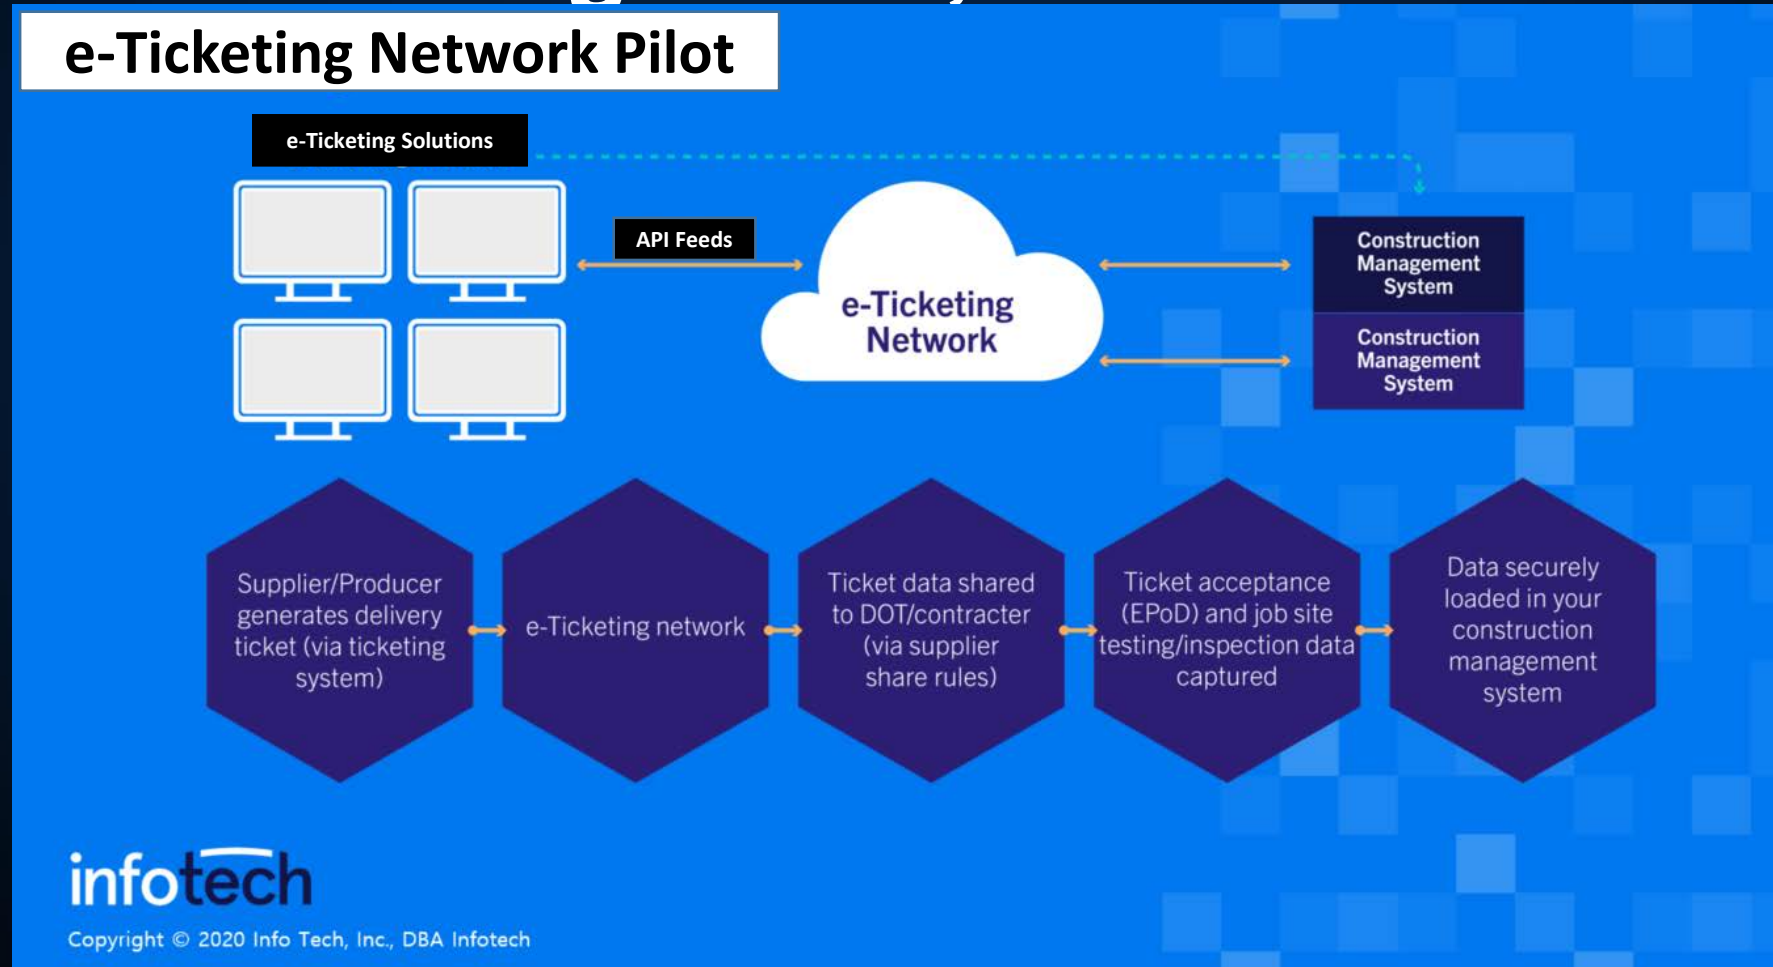 e-Ticketing Network Pilot
e-Ticketing Solutions
API Feeds
e-Ticketing
Network
Construction
Management
System
Construction
Management
System
Supplier/Producer
generates delivery
ticket (via ticketing
system)
e-Ticketing network
Ticket data shared
to DOT/contracter
(via supplier
share rules)
Ticket acceptance
(EPoD) and job site
testing/inspection data
captured
Data securely
loaded in your
construction
management
system
infotech
Copyright © 2020 Info Tech, Inc., DBA Infotech